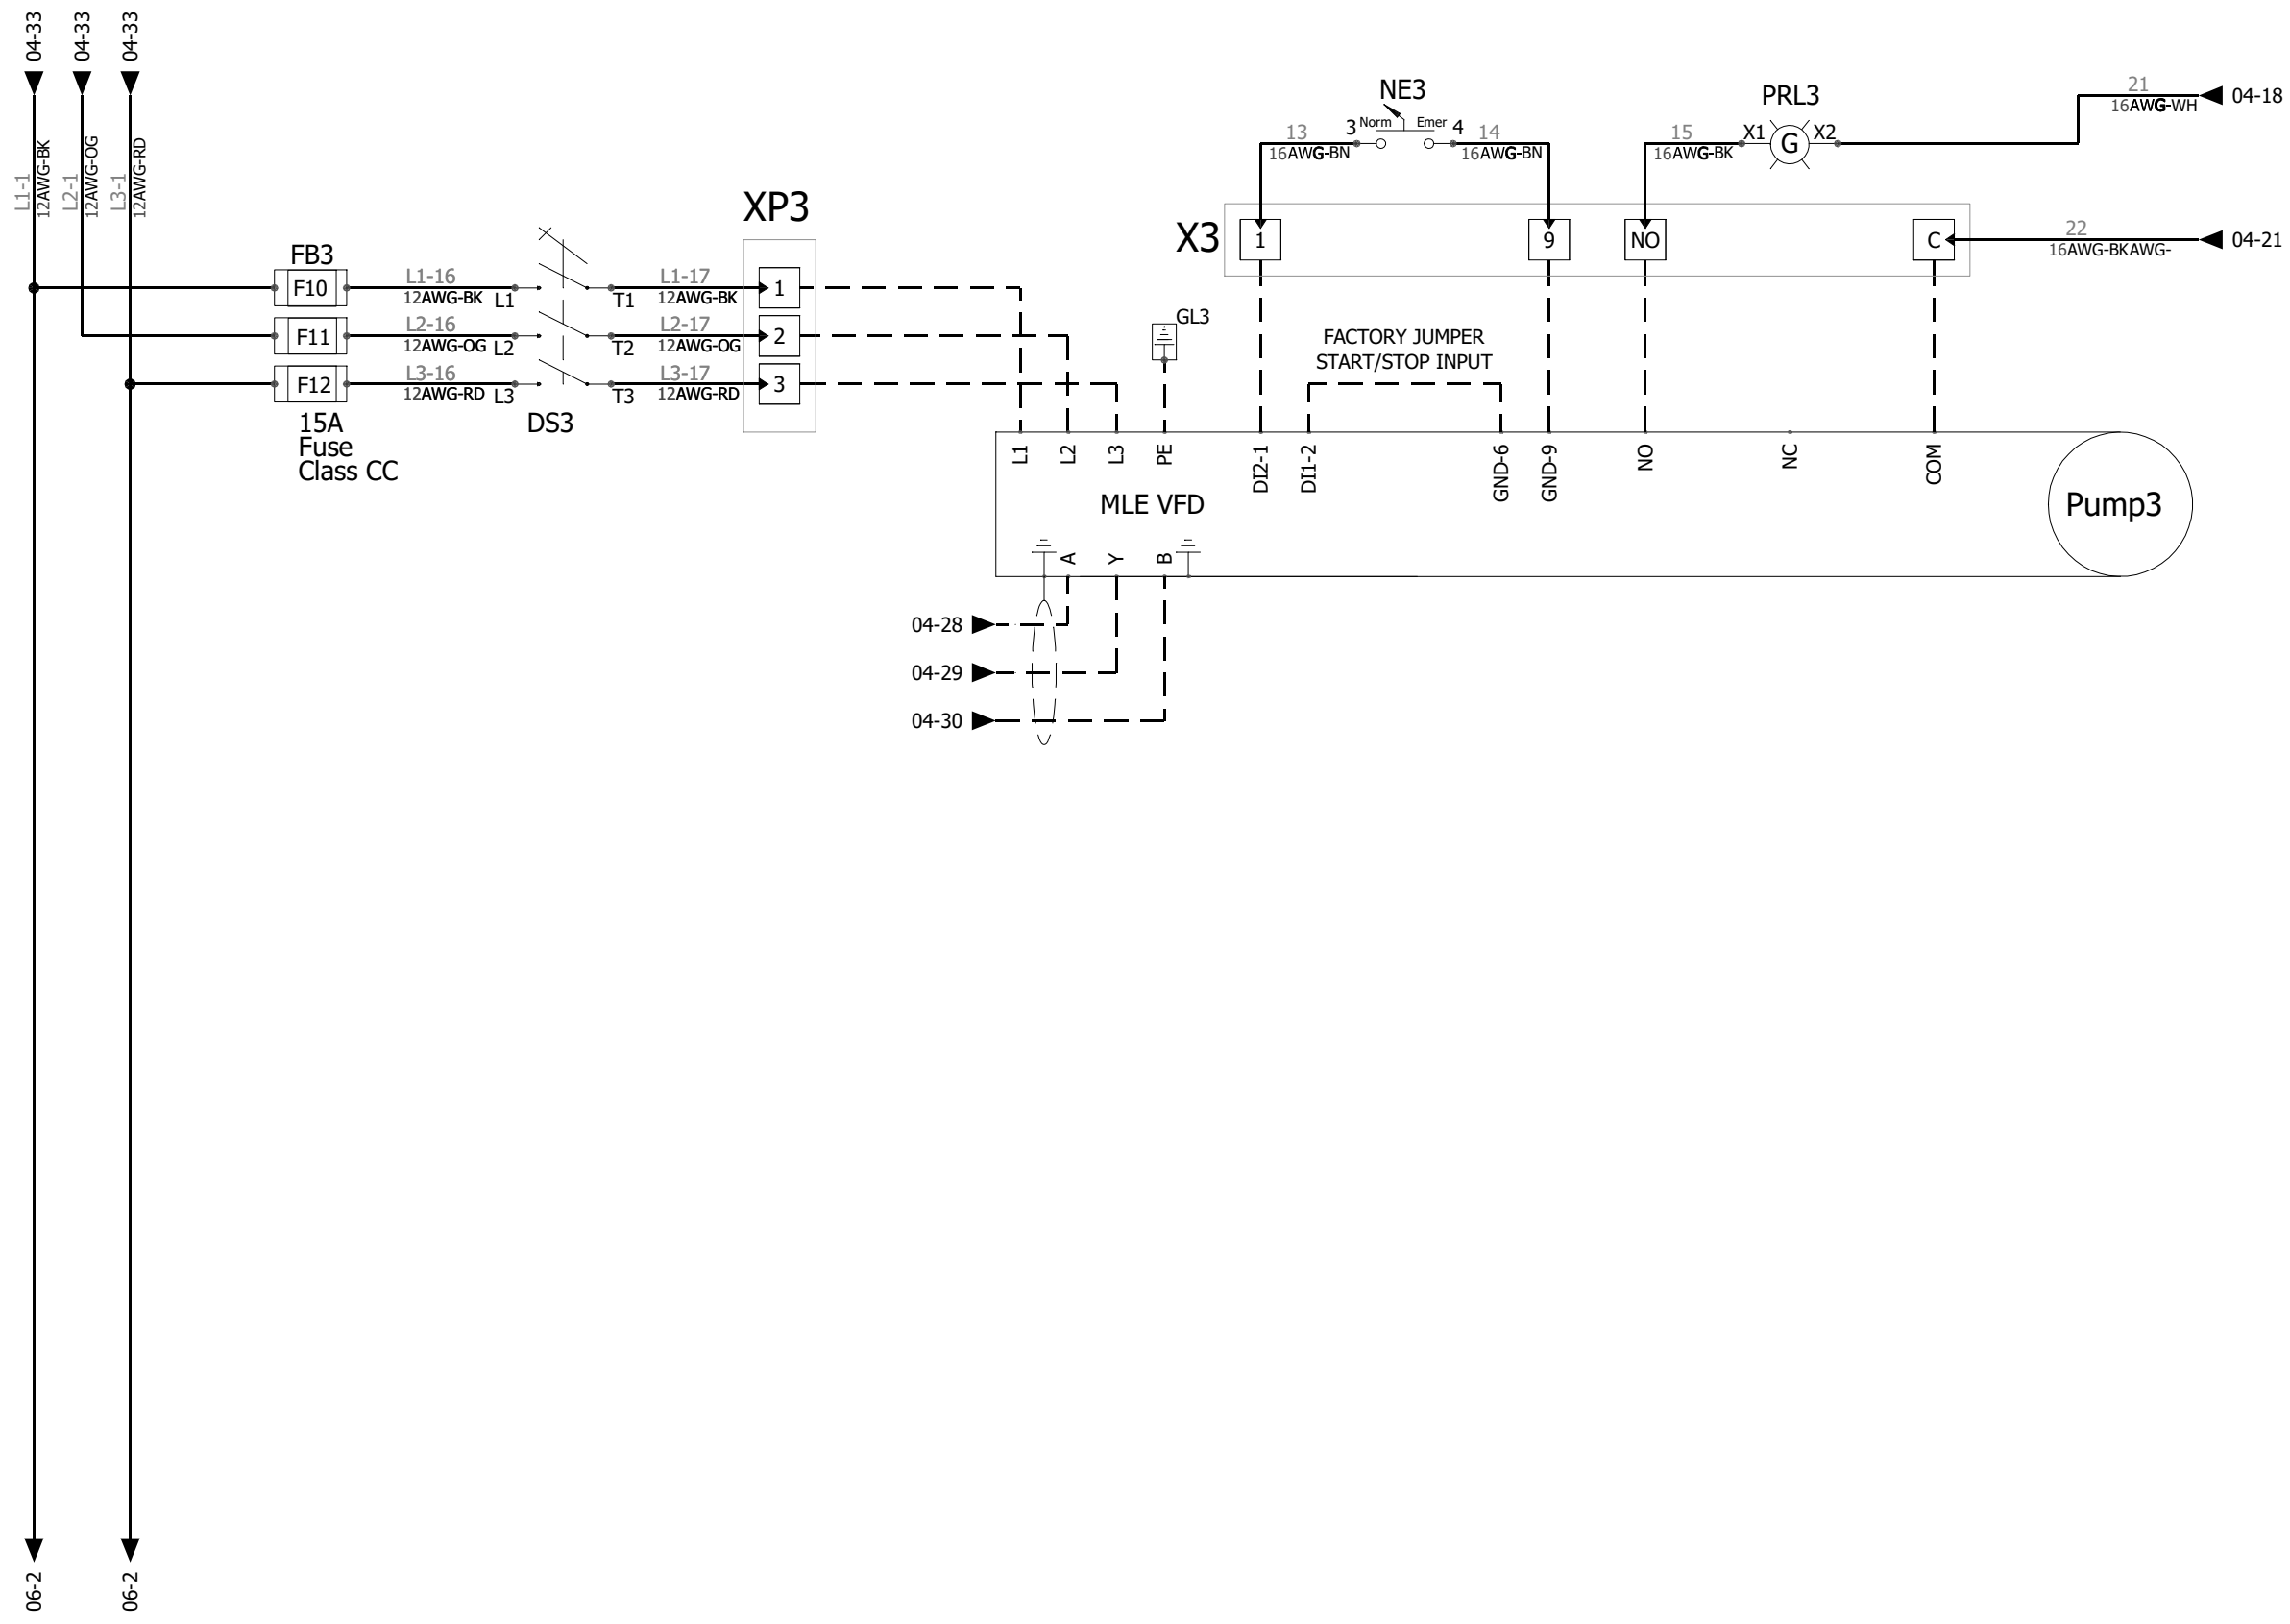 04-33
04-33
04-33
L1-1
12AWG-BK
L2-1
12AWG-OG
L3-1
12AWG-RD
FB3
F10
F11
F12
15A
Fuse
Class CC
L1-16
12AWG-BK
L1
L2-16
12AWG-OG
L2
L3-16
12AWG-RD
L3
DS3
T1
T2
T3
L1-17
12AWG-BK
L2-17
12AWG-OG
L3-17
12AWG-RD
XP3
1
2
3
NE3
13
16AWG-BN
3
Norm
Emer
4
14
16AWG-BN
PRL3
15
16AWG-BK
X1
G
X2
21
16AWG-WH
04-18
X3
1
9
NO
C
22
16AWG-BKAWG-
04-21
GL3
FACTORY JUMPER
START/STOP INPUT
L1
L2
L3
PE
DI2-1
DI1-2
GND-6
GND-9
NO
NC
COM
MLE VFD
Pump3
A
Y
B
04-28
04-29
04-30
06-2
06-2